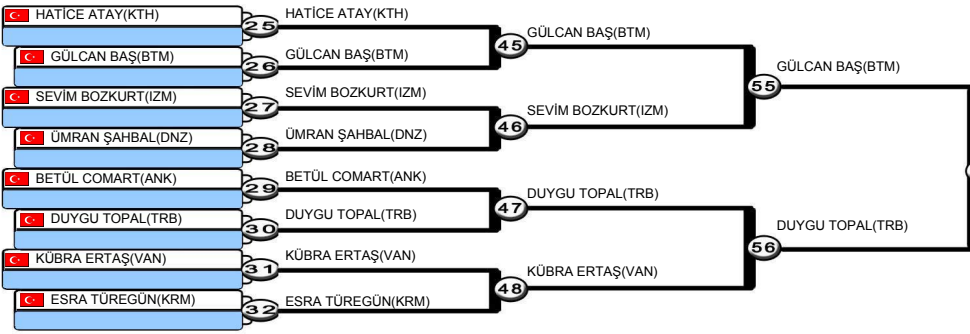 HATİCE ATAY(KTH)
25
HATİCE ATAY(KTH)
GÜLCAN BAŞ(BTM)
26
GÜLCAN BAŞ(BTM)
45
GÜLCAN BAŞ(BTM)
SEVİM BOZKURT(IZM)
27
SEVİM BOZKURT(IZM)
ÜMRAN ŞAHBAL(DNZ)
28
ÜMRAN ŞAHBAL(DNZ)
46
SEVİM BOZKURT(IZM)
55
GÜLCAN BAŞ(BTM)
BETÜL COMART(ANK)
29
BETÜL COMART(ANK)
DUYGU TOPAL(TRB)
30
DUYGU TOPAL(TRB)
47
DUYGU TOPAL(TRB)
KÜBRA ERTAŞ(VAN)
31
KÜBRA ERTAŞ(VAN)
ESRA TÜREGÜN(KRM)
32
ESRA TÜREGÜN(KRM)
48
KÜBRA ERTAŞ(VAN)
56
DUYGU TOPAL(TRB)